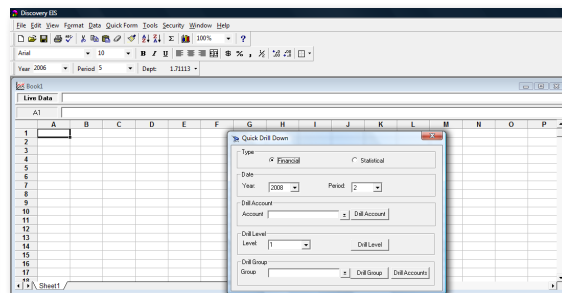 Discovery EIS
File Edit View Format Data Quick Form Tools Security Window Help
Σ 100% ?
Arial 10 B I U $ % , ½
Year 2006 Period 5 Dept: 1.71113
Book1
Live Data
A1
A B C D E F G H I J K L M N O P
1
2
3
4
5
6
7
8
9
10
11
12
13
14
15
16
17
18
Sheet1
Quick Drill Down
Type
Financial Statistical
Date
Year: 2008 Period: 2
Drill Account
Account ± Drill Account
Drill Level
Level: 1 Drill Level
Drill Group
Group ± Drill Group Drill Accounts